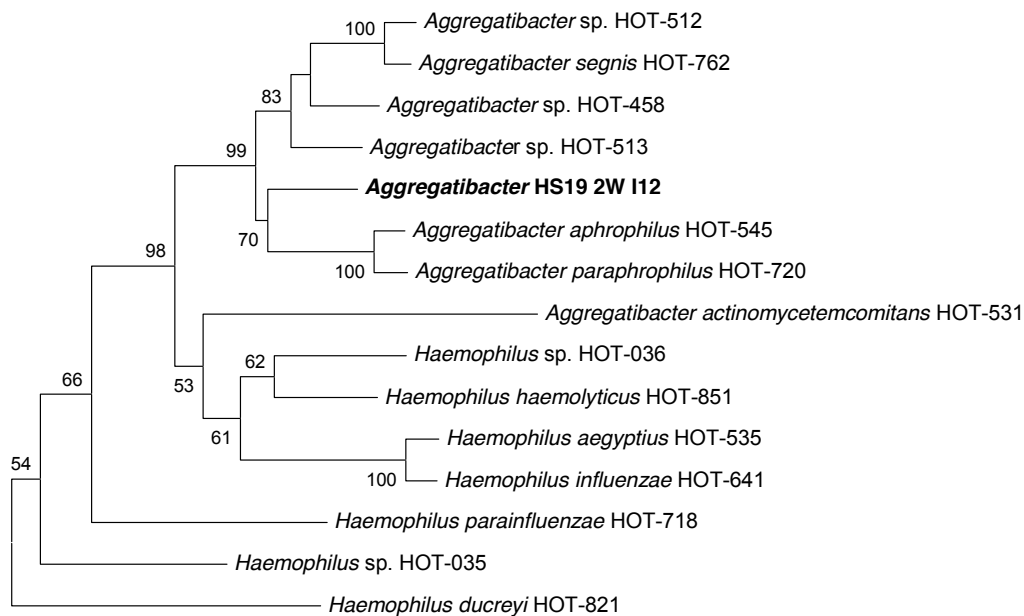 Aggregatibacter sp. HOT-512
100
Aggregatibacter segnis HOT-762
83
Aggregatibacter sp. HOT-458
99
Aggregatibacter sp. HOT-513
Aggregatibacter HS19 2W I12
70
Aggregatibacter aphrophilus HOT-545
98
100
Aggregatibacter paraphrophilus HOT-720
Aggregatibacter actinomycetemcomitans HOT-531
62
Haemophilus sp. HOT-036
66
53
Haemophilus haemolyticus HOT-851
61
Haemophilus aegyptius HOT-535
54
100
Haemophilus influenzae HOT-641
Haemophilus parainfluenzae HOT-718
Haemophilus sp. HOT-035
Haemophilus ducreyi HOT-821